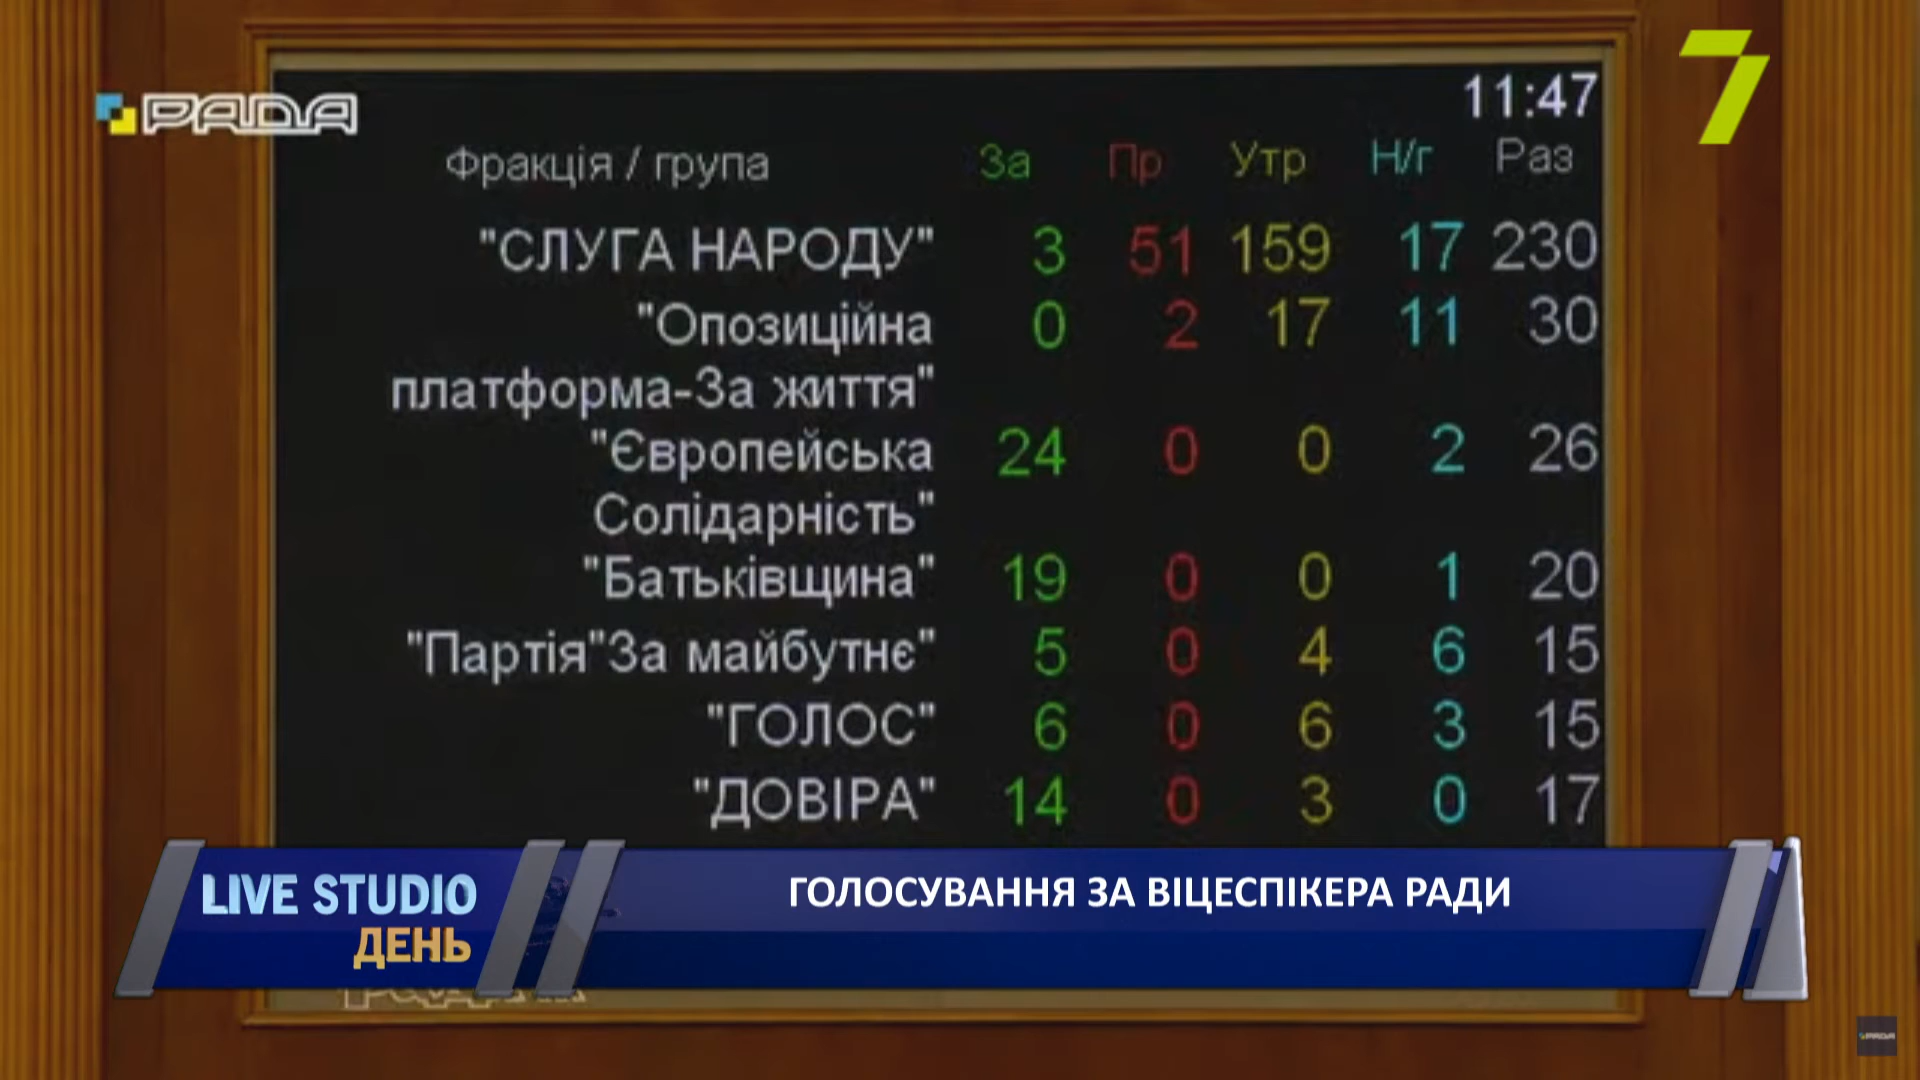 11:47
7
РАДА
Фракція / група За Пр Утр Н/г Раз
"СЛУГА НАРОДУ" 3 51 159 17 230
"Опозиційна 0 2 17 11 30
платформа-За життя"
"Європейська 24 0 0 2 26
Солідарність"
"Батьківщина" 19 0 0 1 20
"Партія"За майбутнє" 5 0 4 6 15
"ГОЛОС" 6 0 6 3 15
"ДОВІРА" 14 0 3 0 17
LIVE STUDIO
ДЕНЬ
ГОЛОСУВАННЯ ЗА ВІЦЕСПІКЕРА РАДИ
РАДА